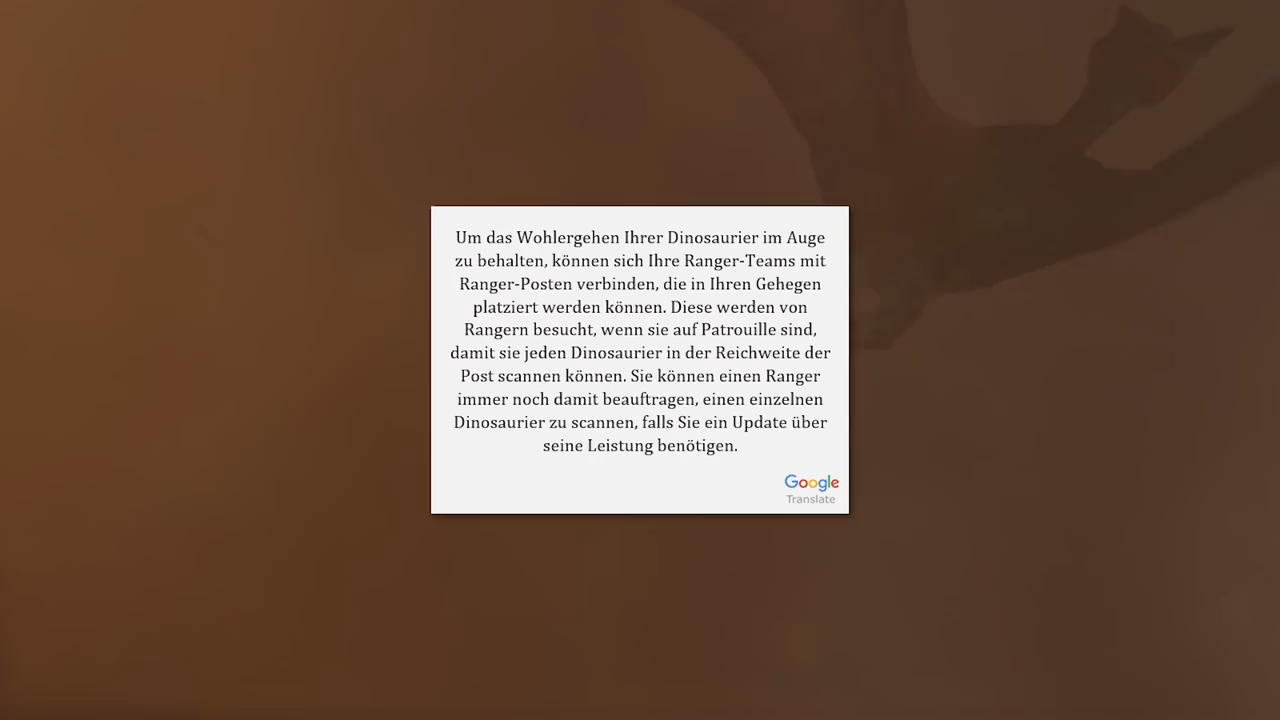 Um das Wohlergehen Ihrer Dinosaurier im Auge
zu behalten, können sich Ihre Ranger-Teams mit
Ranger-Posten verbinden, die in Ihren Gehegen
platziert werden können. Diese werden von
Rangern besucht, wenn sie auf Patrouille sind,
damit sie jeden Dinosaurier in der Reichweite der
Post scannen können. Sie können einen Ranger
immer noch damit beauftragen, einen einzelnen
Dinosaurier zu scannen, falls Sie ein Update über
seine Leistung benötigen.
Google
Translate